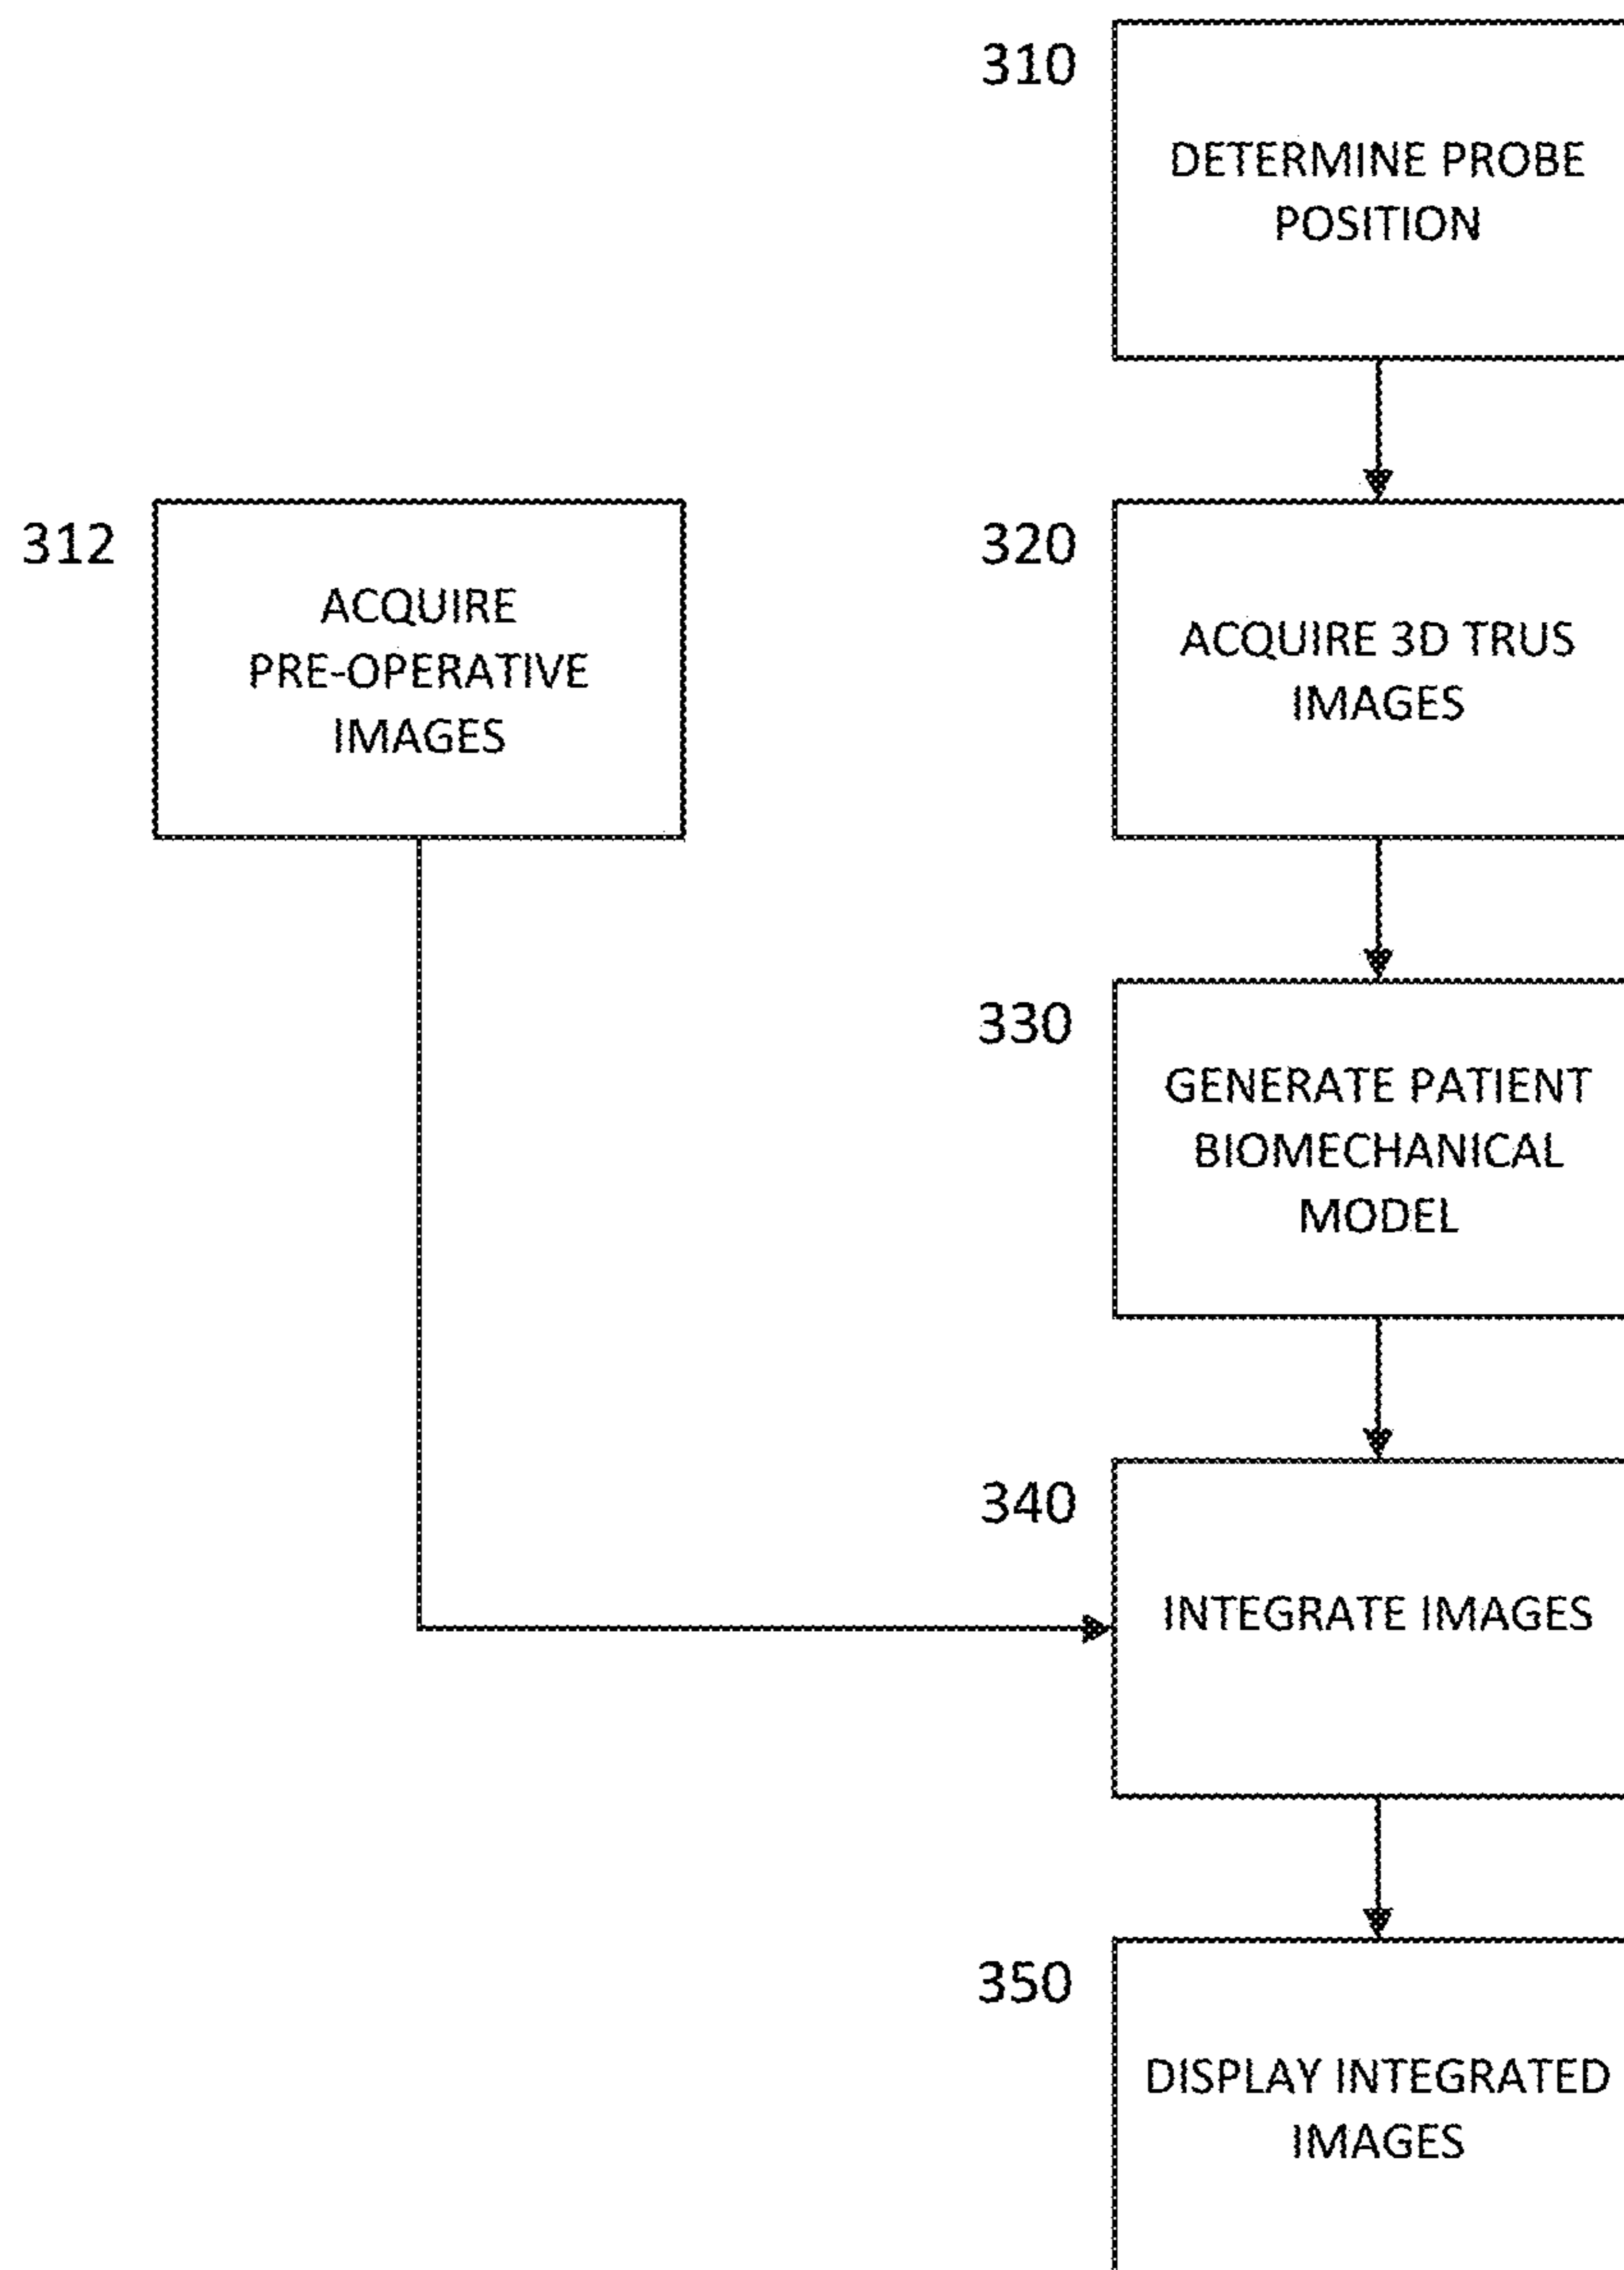 310
DETERMINE PROBE
POSITION
312
ACQUIRE
PRE-OPERATIVE
IMAGES
320
ACQUIRE 3D TRUS
IMAGES
330
GENERATE PATIENT
BIOMECHANICAL
MODEL
340
INTEGRATE IMAGES
350
DISPLAY INTEGRATED
IMAGES